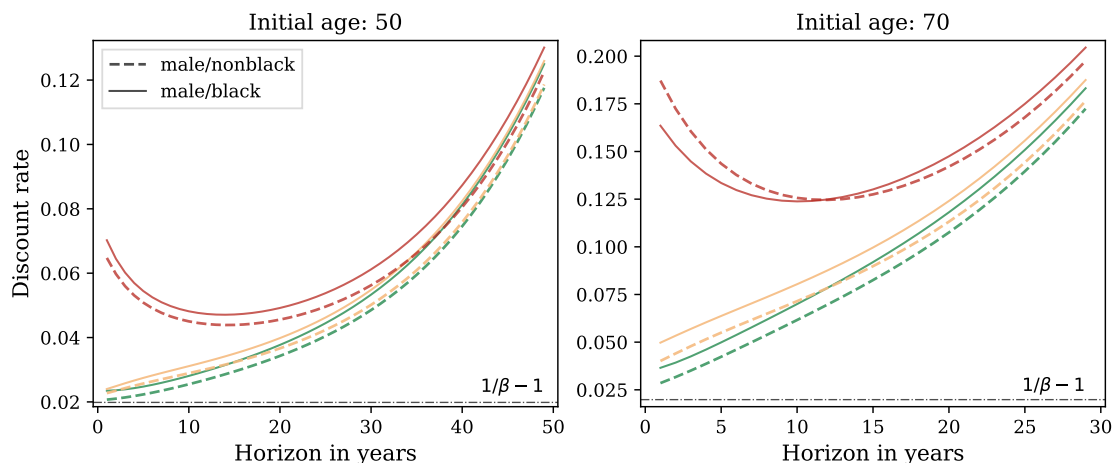 Initial age: 50
Discount rate
0.12
0.10
0.08
0.06
0.04
0.02
male/nonblack
male/black
1/β − 1
0 10 20 30 40 50
Horizon in years
Initial age: 70
0.200
0.175
0.150
0.125
0.100
0.075
0.050
0.025
1/β − 1
0 5 10 15 20 25 30
Horizon in years